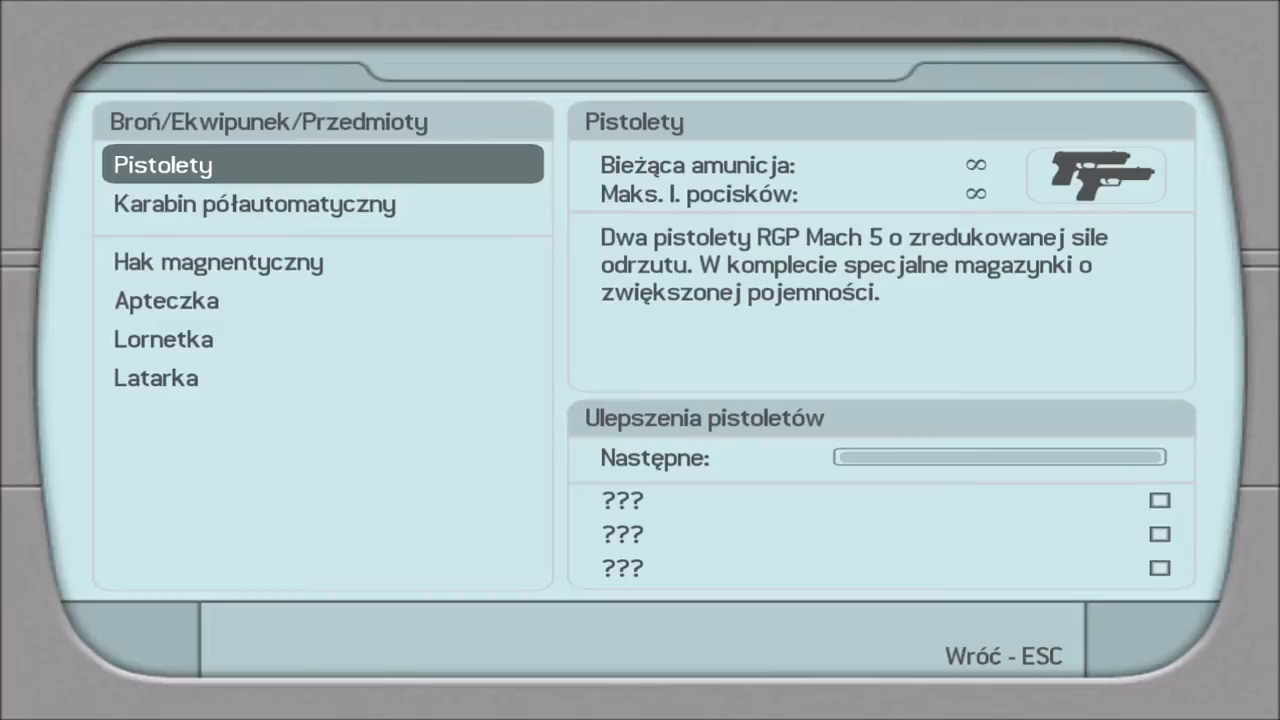 Broń/Ekwipunek/Przedmioty
Pistolety
Karabin półautomatyczny
Hak magnentyczny
Apteczka
Lornetka
Latarka
Pistolety
Bieżąca amunicja: ∞
Maks. l. pocisków: ∞
Dwa pistolety RGP Mach 5 o zredukowanej sile
odrzutu. W komplecie specjalne magazynki o
zwiększonej pojemności.
Ulepszenia pistoletów
Następne:
???
???
???
Wróć - ESC